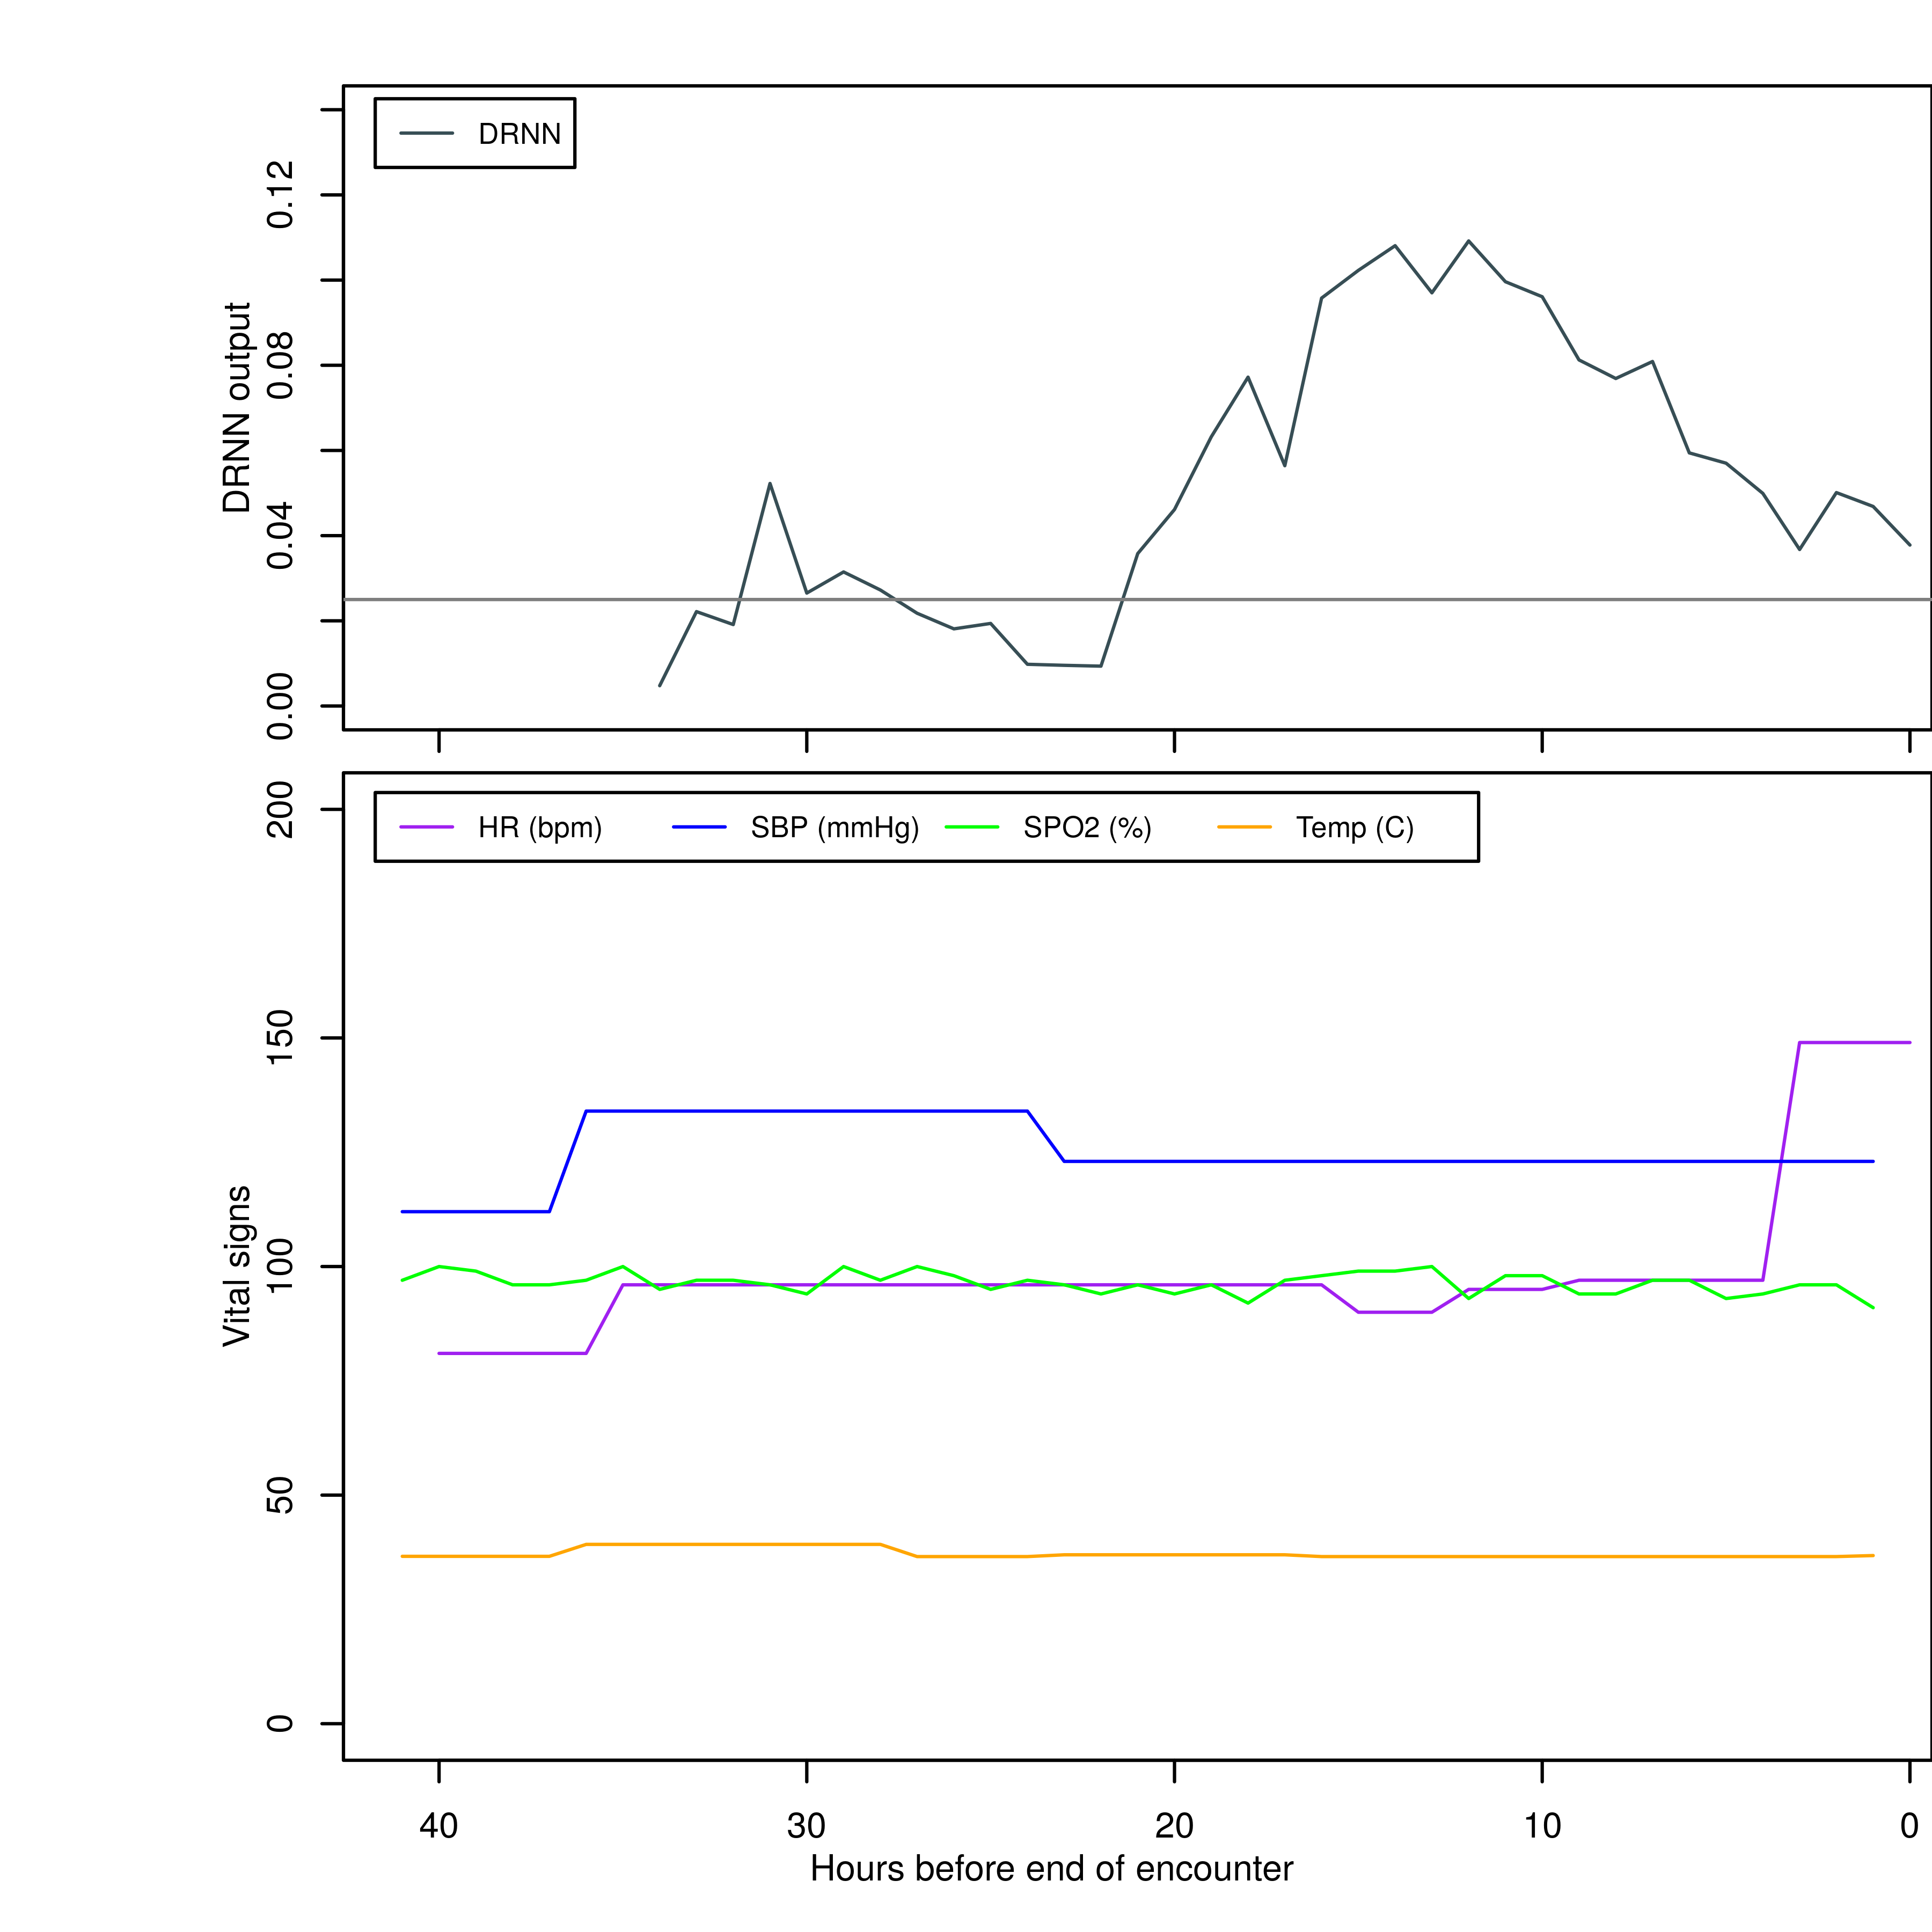 DRNN
DRNN output
0.12
0.08
0.04
0.00
HR (bpm) SBP (mmHg) SPO2 (%) Temp (C)
Vital signs
200
150
100
50
0
40 30 20 10 0
Hours before end of encounter